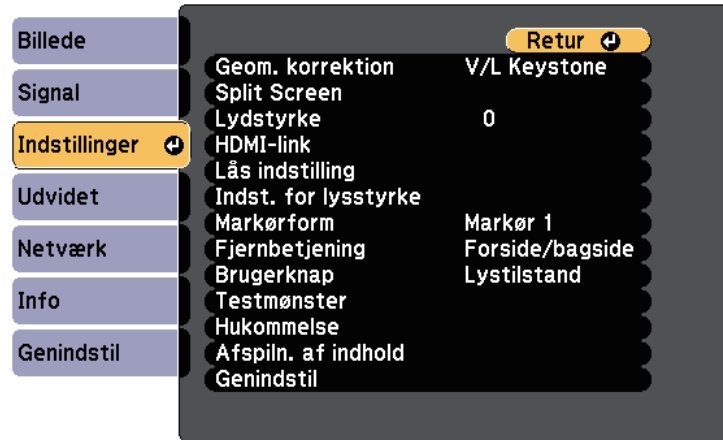 Billede
Signal
Indstillinger
Udvidet
Netværk
Info
Genindstil
Retur
Geom. korrektion V/L Keystone
Split Screen
Lydstyrke 0
HDMI-link
Lås indstilling
Indst. for lysstyrke
Markørform Markør 1
Fjernbetjening Forside/bagside
Brugerknap Lystilstand
Testmønster
Hukommelse
Afspiln. af indhold
Genindstil